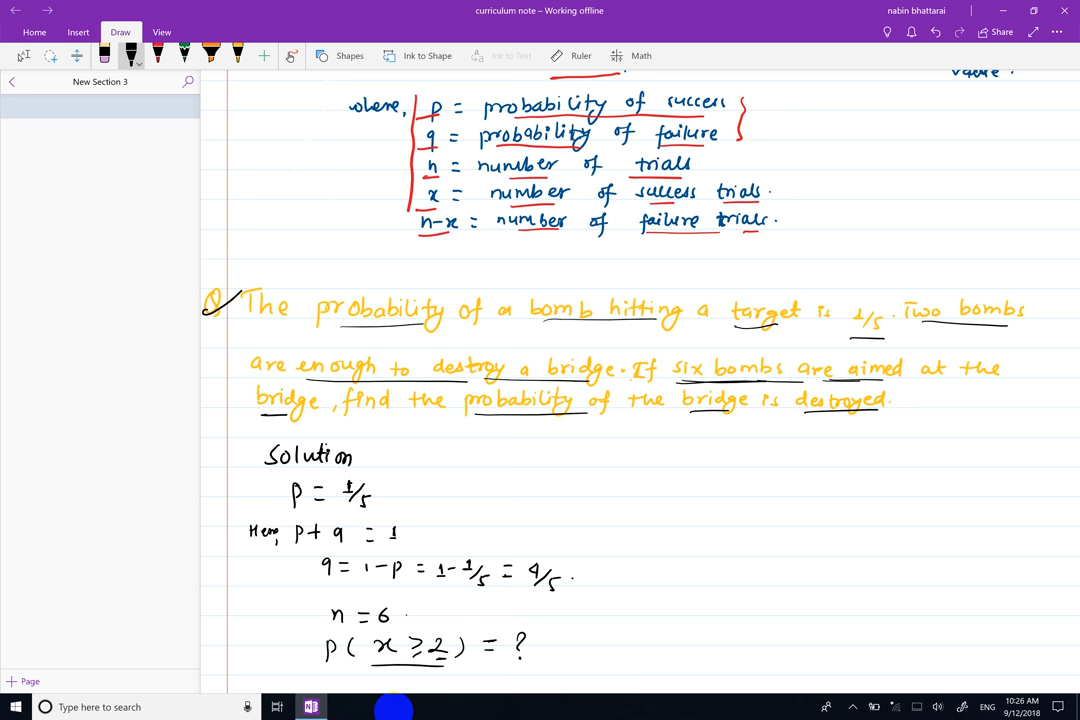 curriculum note – Working offline
nabin bhattarai
Home Insert Draw View
Share
Shapes Ink to Shape Ink to Text Ruler Math
New Section 3
value.
where, p = probability of success
q = probability of failure
n = number of trials
x = number of success trials.
n-x = number of failure trials.
Q The probability of a bomb hitting a target is 1/5. Two bombs
are enough to destroy a bridge. If six bombs are aimed at the
bridge, find the probability of the bridge is destroyed.
Solution
p = 1/5
Here, p + q = 1
q = 1 - p = 1 - 1/5 = 4/5.
n = 6
p( x ≥ 2 ) = ?
+ Page
Type here to search
ENG
10:26 AM
9/12/2018